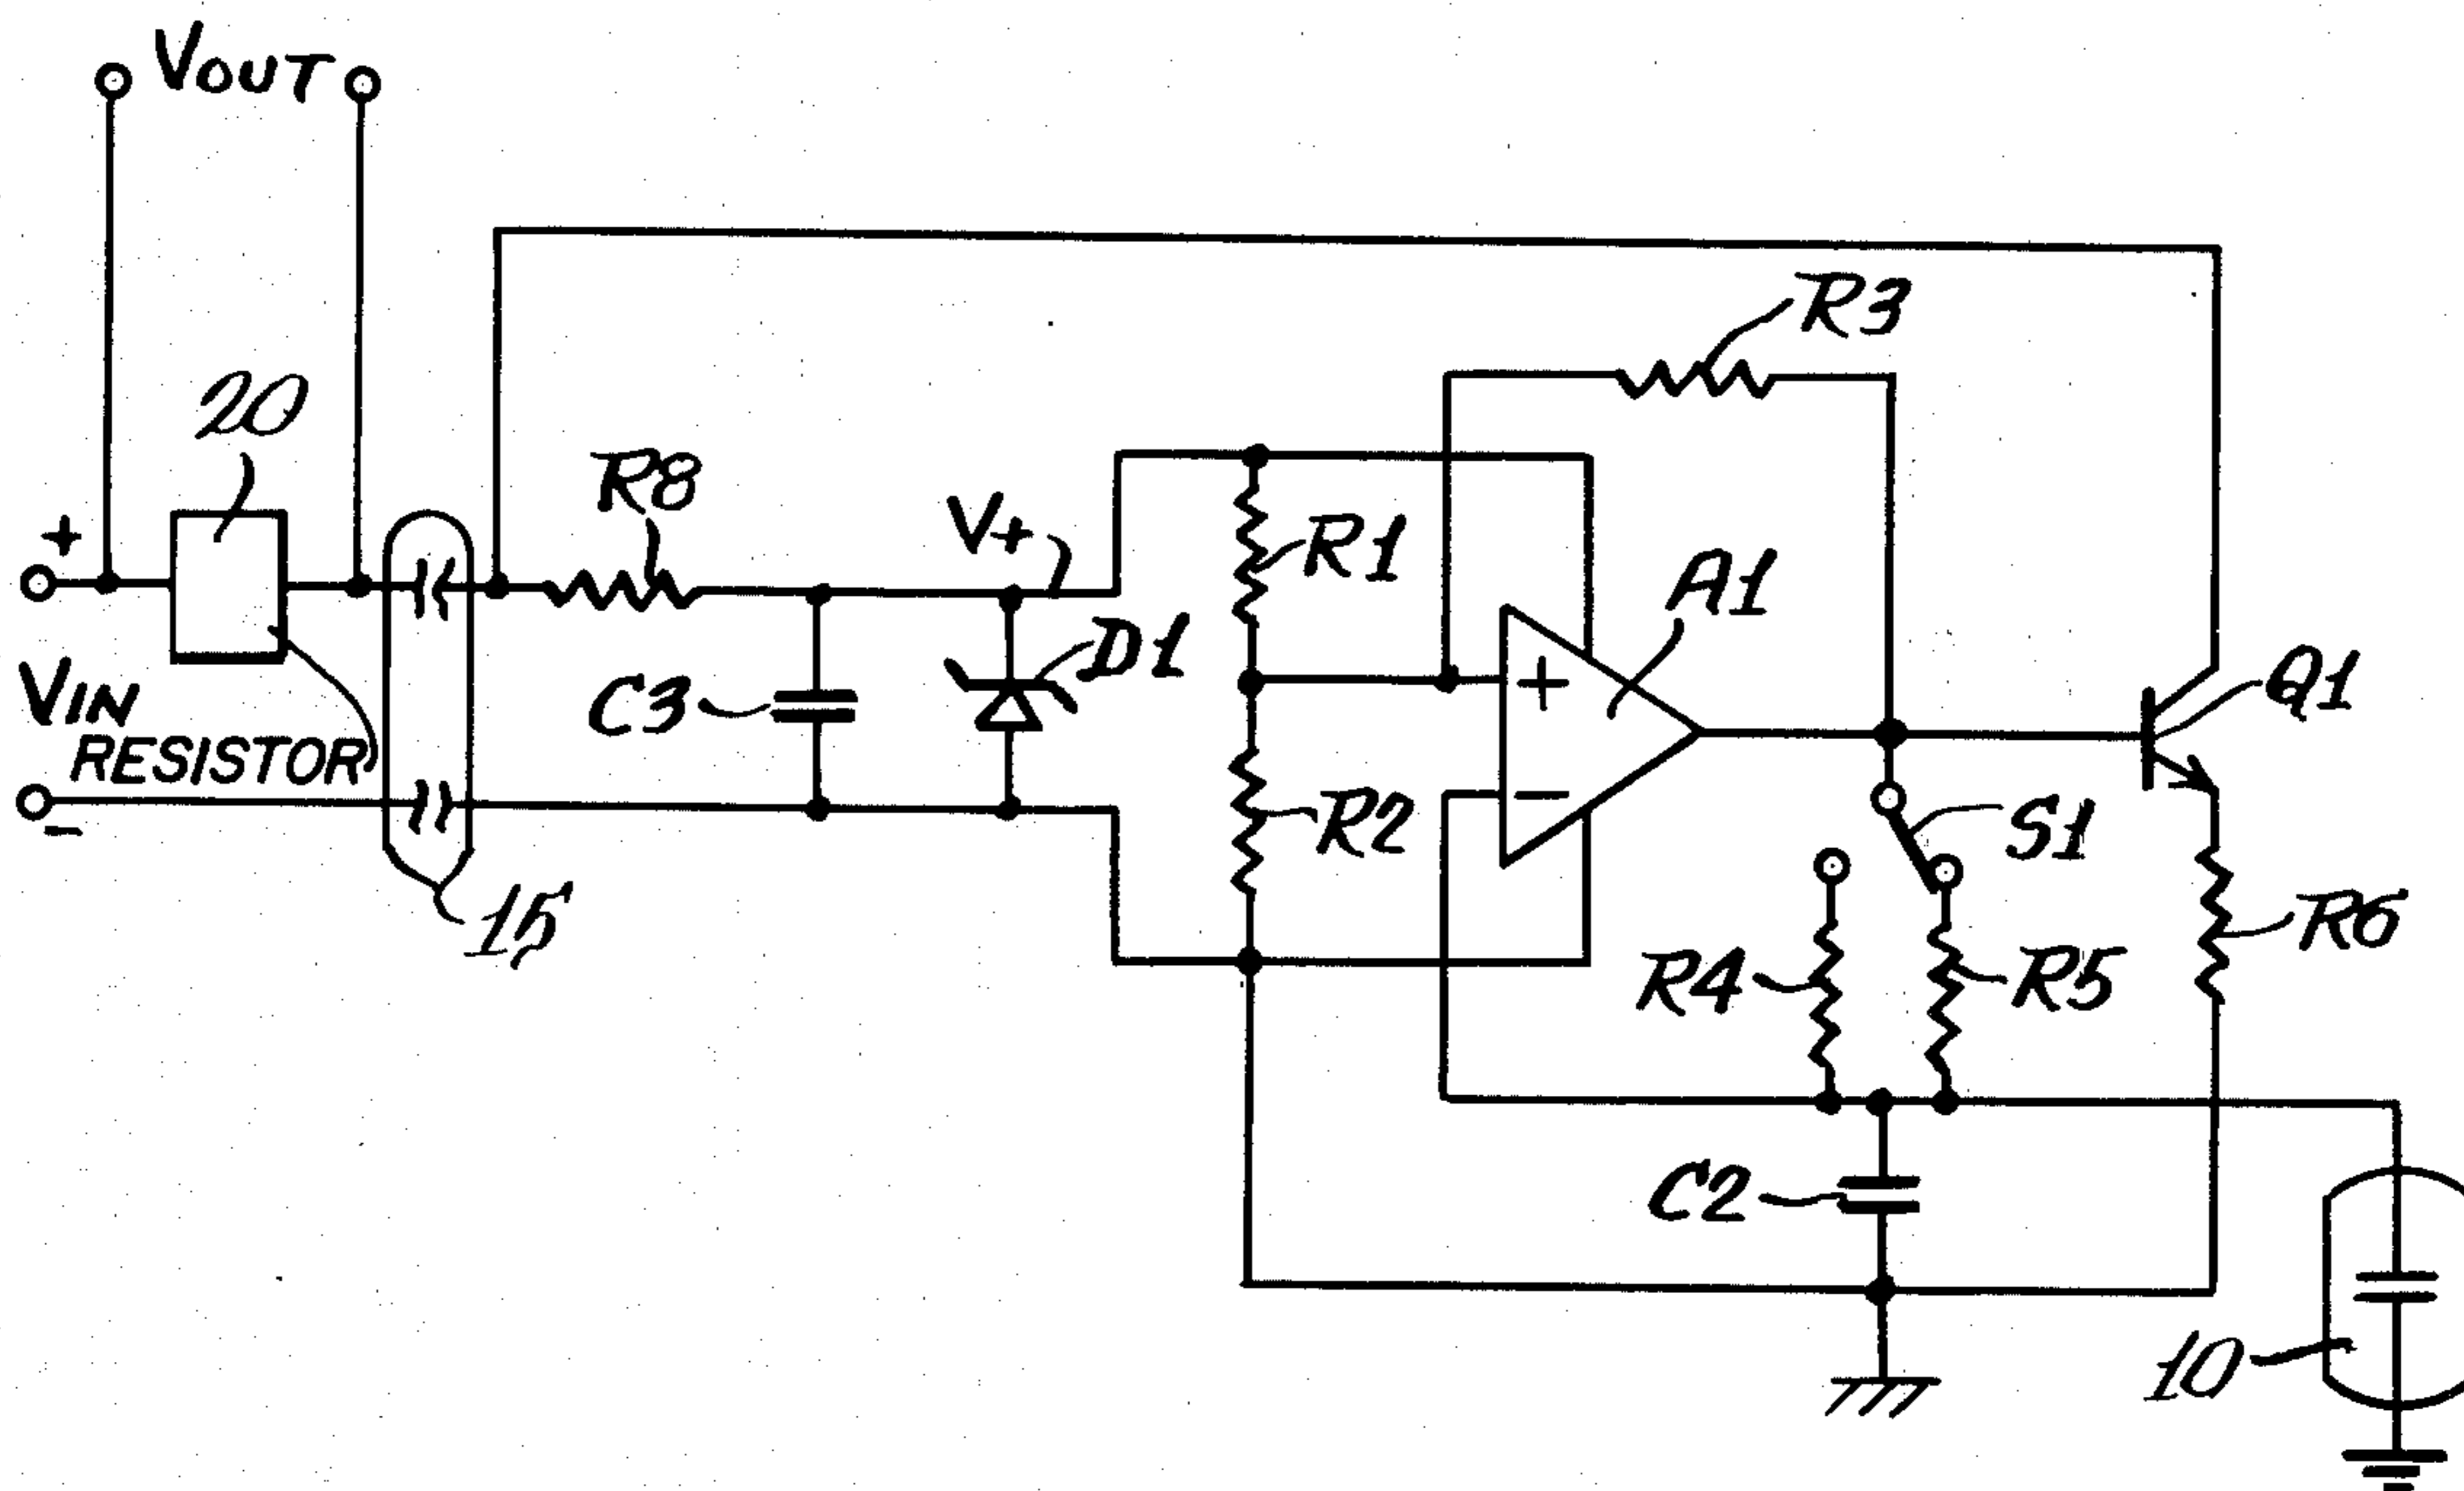 VOUT
20
R3
R8
V+
R1
A1
+
D1
Q1
C3
+
VIN
RESISTOR
R2
S1
−
−
15
R4
R5
R6
C2
10